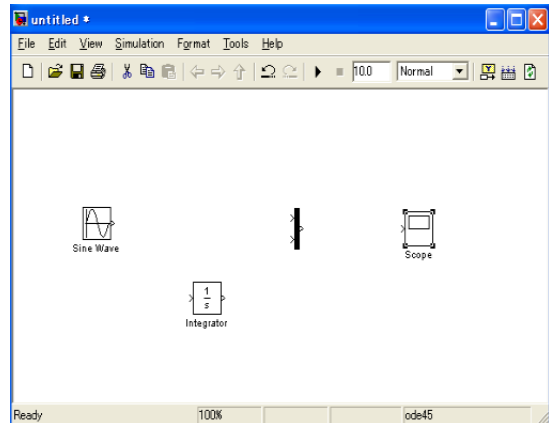 untitled *
File Edit View Simulation Format Tools Help
10.0 Normal
Sine Wave
Scope
1
s
Integrator
Ready 100% ode45